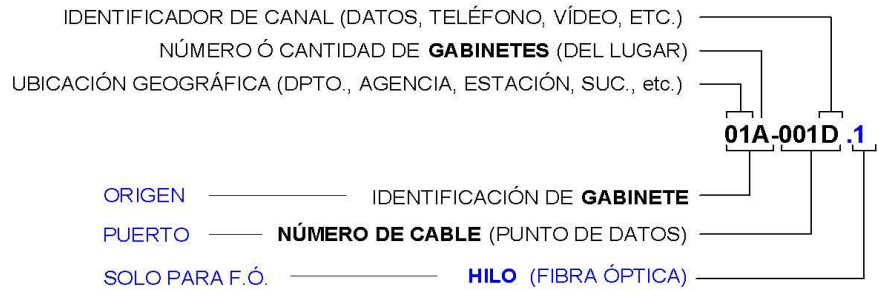 IDENTIFICADOR DE CANAL (DATOS, TELÉFONO, VÍDEO, ETC.)
NÚMERO Ó CANTIDAD DE GABINETES (DEL LUGAR)
UBICACIÓN GEOGRÁFICA (DPTO., AGENCIA, ESTACIÓN, SUC., etc.)
01A-001D.1
ORIGEN IDENTIFICACIÓN DE GABINETE
PUERTO NÚMERO DE CABLE (PUNTO DE DATOS)
SOLO PARA F.Ó. HILO (FIBRA ÓPTICA)